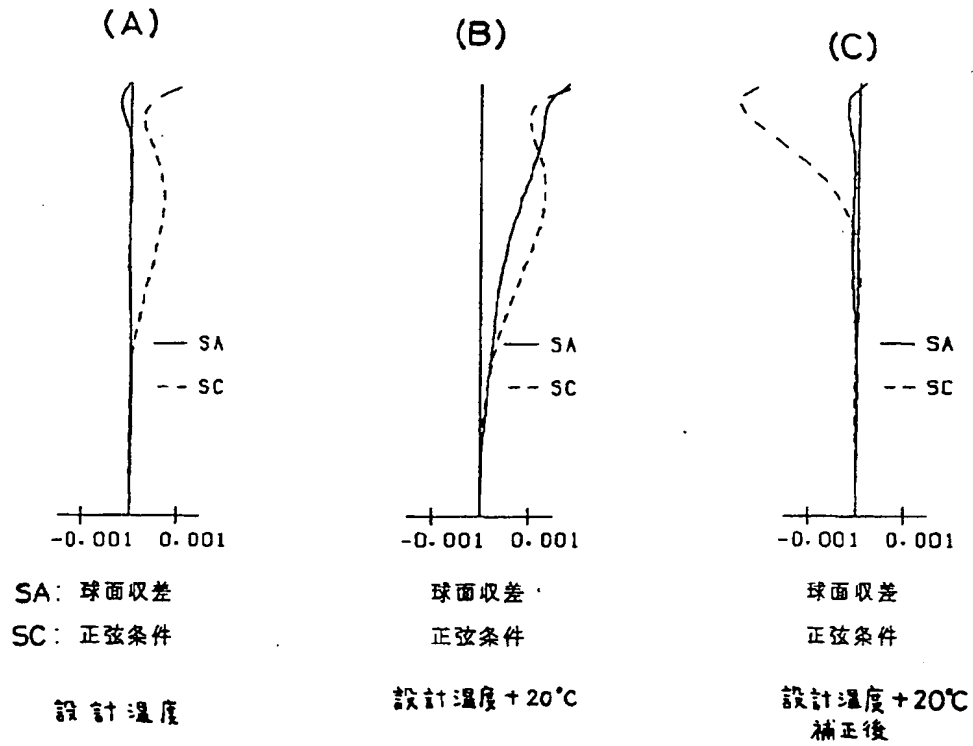 (A)
(B)
(C)
SA
SC
SA
SC
SA
SC
-0.001 0.001
-0.001 0.001
-0.001 0.001
SA: 球面収差
SC: 正弦条件
球面収差
正弦条件
球面収差
正弦条件
設計温度
設計温度+20°C
設計温度+20°C
補正後